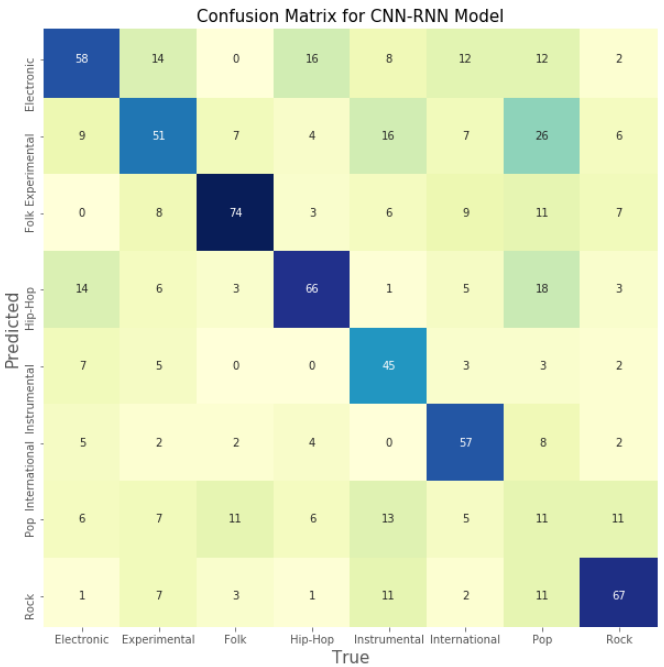 Confusion Matrix for CNN-RNN Model
Predicted
Electronic 58 14 0 16 8 12 12 2
Experimental 9 51 7 4 16 7 26 6
Folk 0 8 74 3 6 9 11 7
Hip-Hop 14 6 3 66 1 5 18 3
Instrumental 7 5 0 0 45 3 3 2
International 5 2 2 4 0 57 8 2
Pop 6 7 11 6 13 5 11 11
Rock 1 7 3 1 11 2 11 67
Electronic Experimental Folk Hip-Hop Instrumental International Pop Rock
True